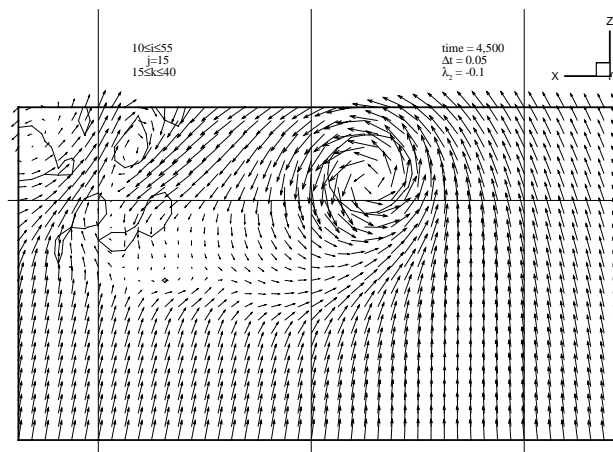 10≤i≤55
j=15
15≤k≤40
time = 4,500
Δt = 0.05
λ₂ = -0.1
Z
X